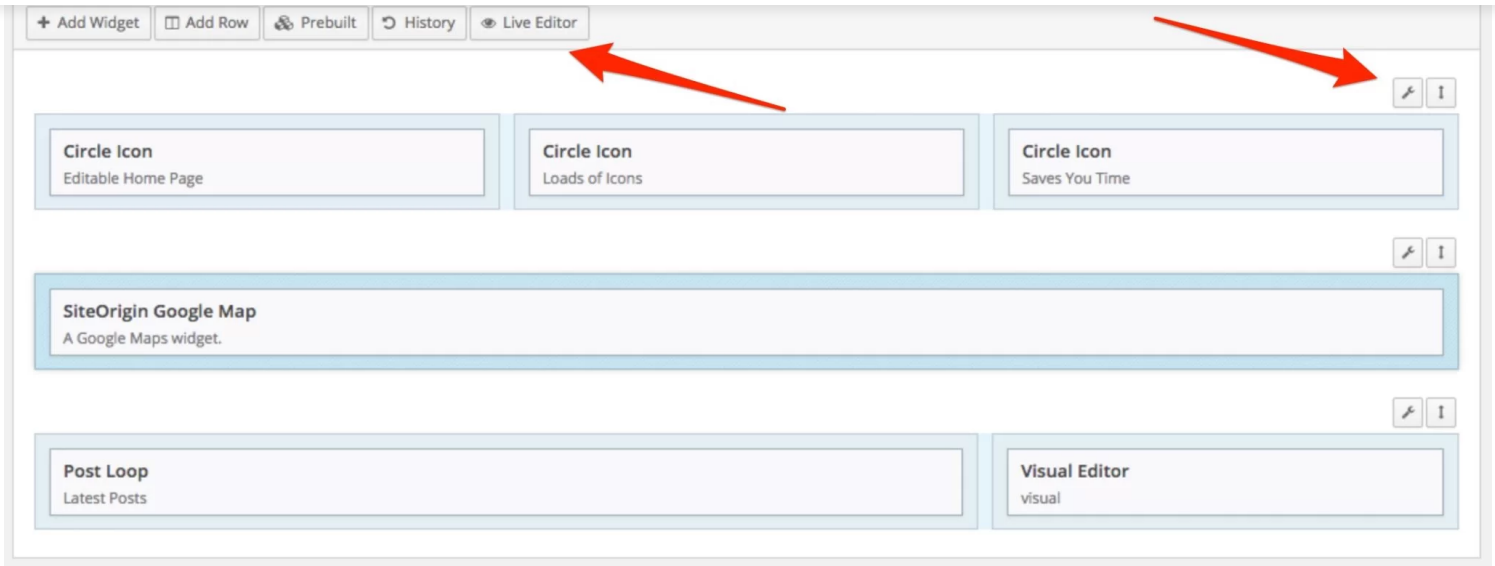 Add Widget Add Row Prebuilt History Live Editor
Circle Icon Circle Icon Circle Icon
Editable Home Page Loads of Icons Saves You Time
SiteOrigin Google Map
A Google Maps widget.
Post Loop Visual Editor
Latest Posts visual